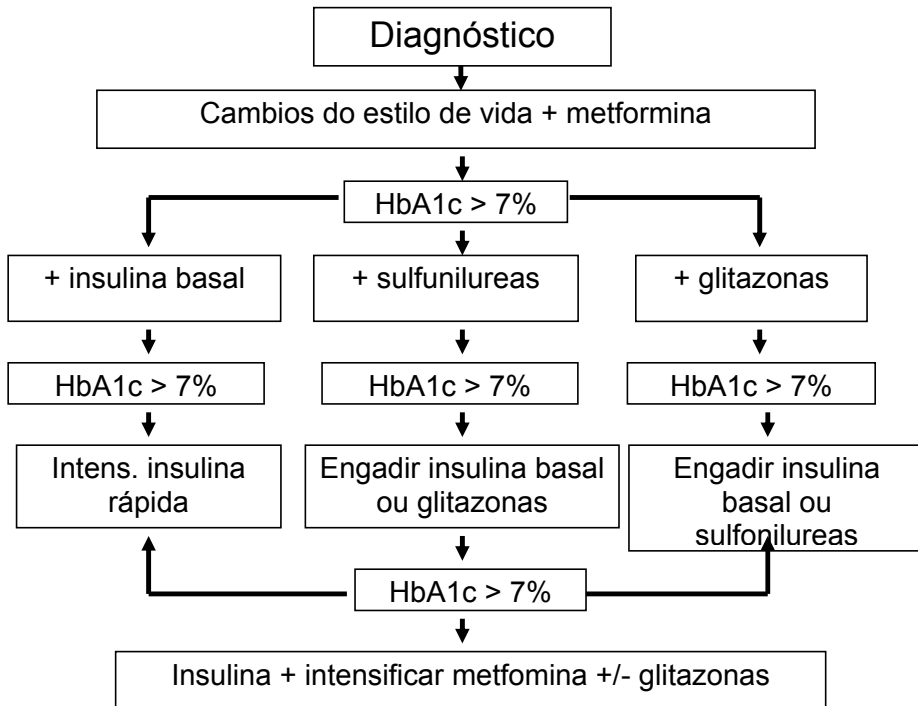 Diagnóstico
Cambios do estilo de vida + metformina
HbA1c > 7%
+ insulina basal
+ sulfunilureas
+ glitazonas
HbA1c > 7%
HbA1c > 7%
HbA1c > 7%
Intens. insulina
rápida
Engadir insulina basal
ou glitazonas
Engadir insulina
basal ou
sulfonilureas
HbA1c > 7%
Insulina + intensificar metfomina +/- glitazonas